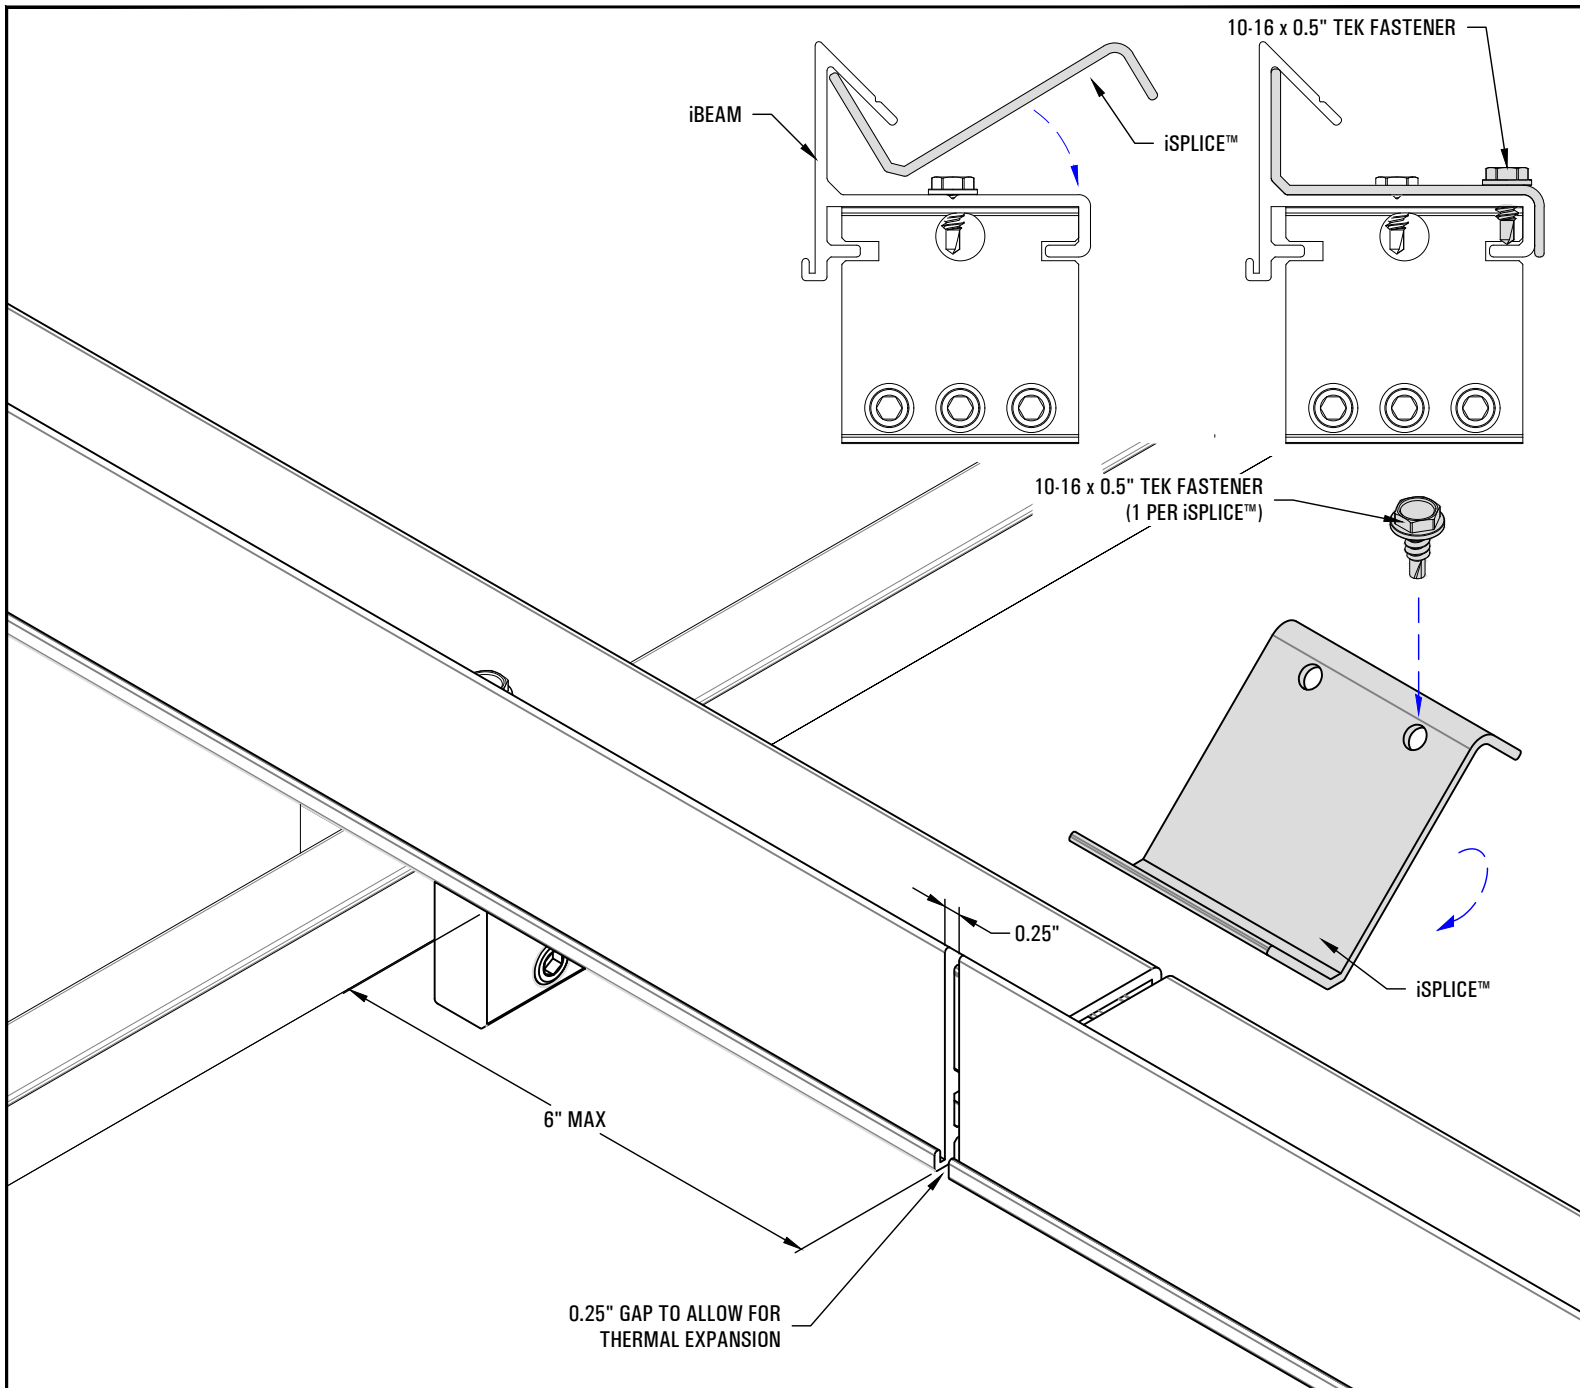 10-16 x 0.5" TEK FASTENER
iBEAM
iSPLICE™
10-16 x 0.5" TEK FASTENER
(1 PER iSPLICE™)
0.25"
iSPLICE™
6" MAX
0.25" GAP TO ALLOW FOR
THERMAL EXPANSION